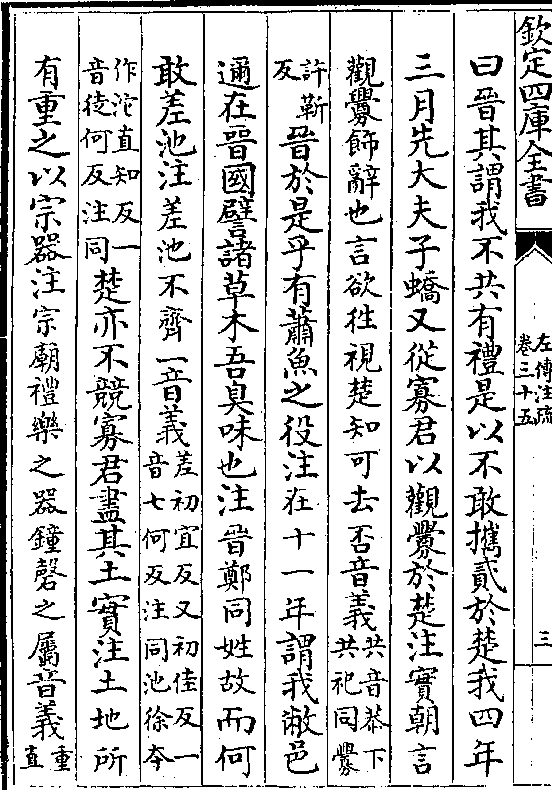 欽定四庫全書
左傳注疏
卷三十五
三
曰晉其謂我不共有禮是以不敢攜貳於楚我四年
三月先大夫子蟜又從寡君以觀釁於楚注實朝言
觀釁飾辭也言欲往視楚知可去否音義共音恭下
共祀同釁
許靳
反晉於是乎有蕭魚之役注在十一年謂我敝邑
邇在晉國譬諸草木吾臭味也注晉鄭同姓故而何
敢差池注差池不齊一音義差初宜反又初佳反一
音七何反注同池徐本
作沱直知反一
音徒何反注同楚亦不競寡君盡其土實注土地所
有重之以宗器注宗廟禮樂之器鐘磬之屬音義重
直